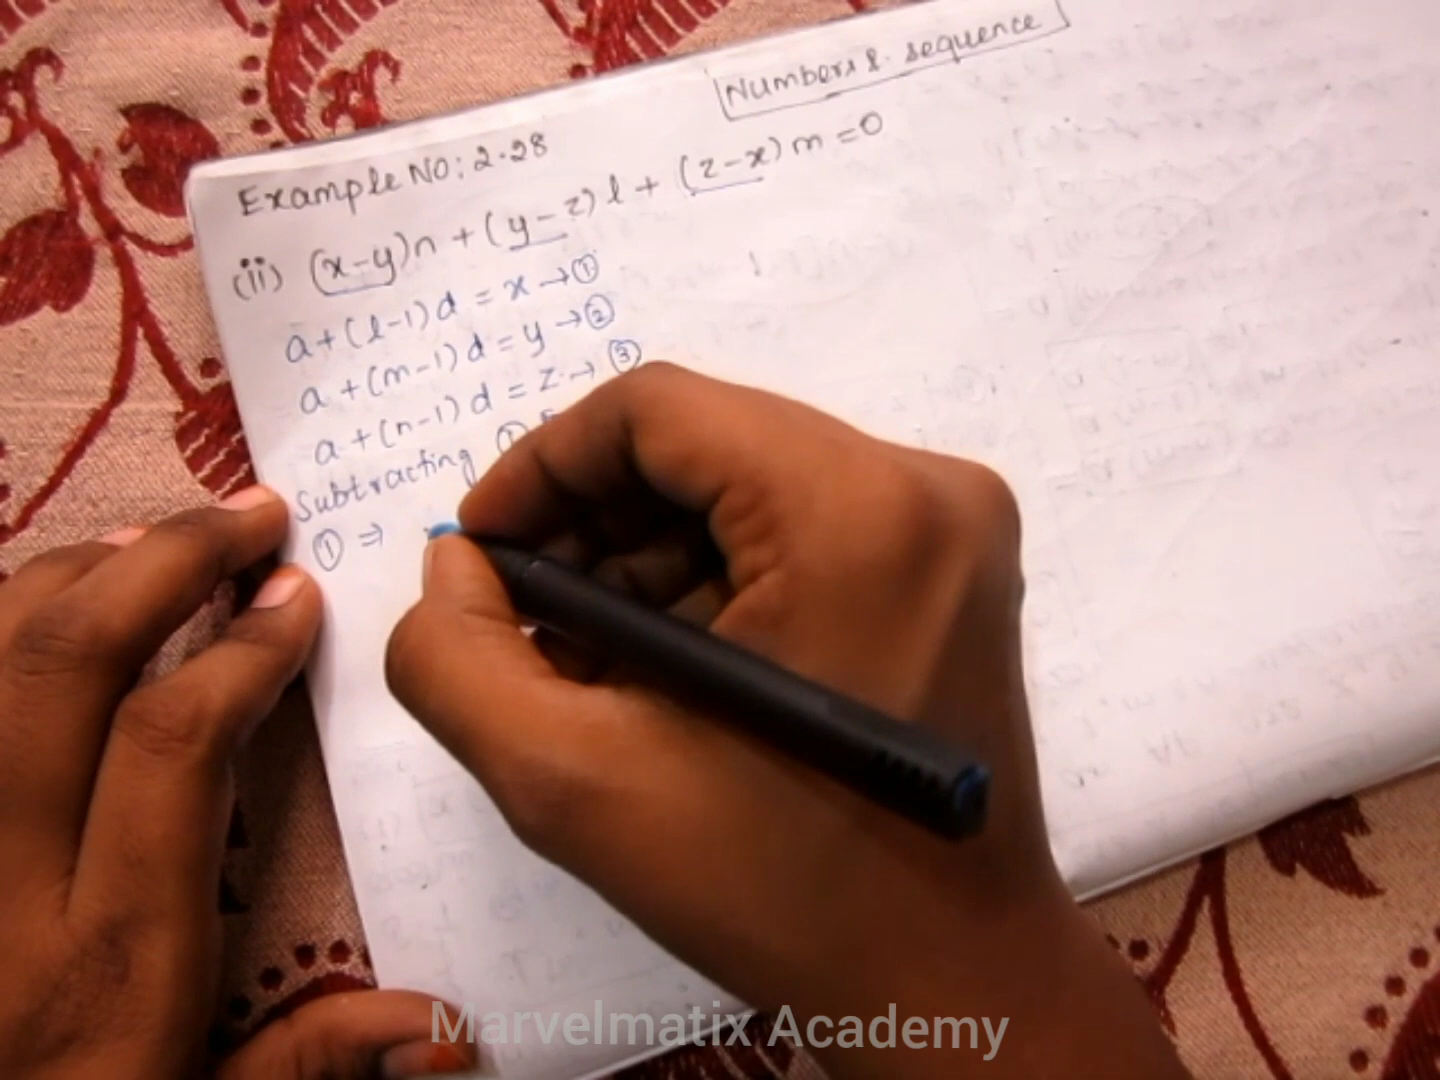 Numbers & sequence
Example NO: 2.28
(ii) (x-y)n + (y-z)l + (z-x)m = 0
a + (l-1)d = x → ①
a + (m-1)d = y → ②
a + (n-1)d = z → ③
Subtracting ①
① ⇒
Marvelmatix Academy